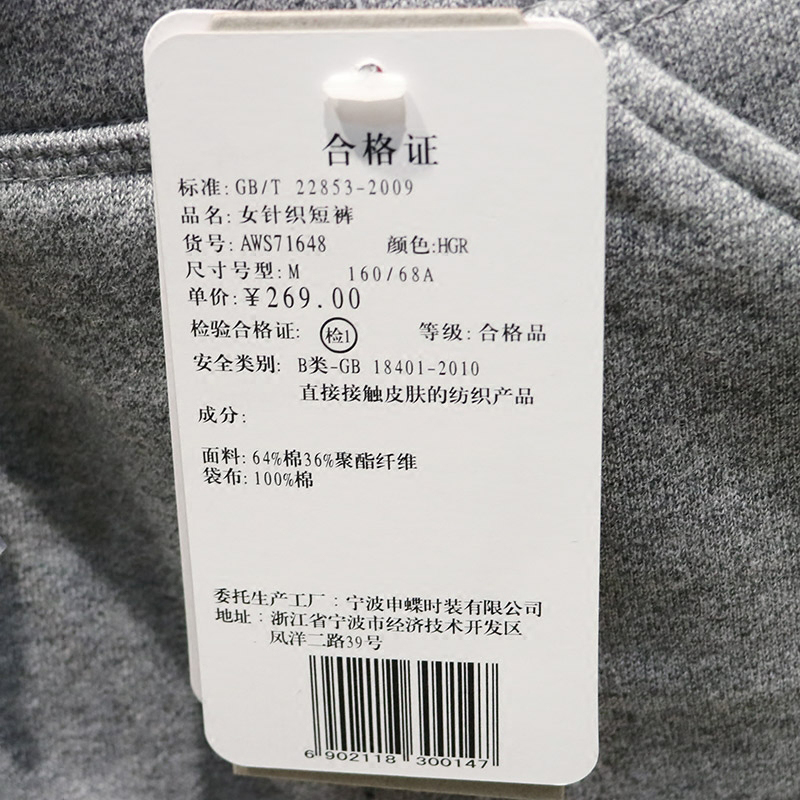 合格证
标准:GB/T 22853-2009
品名:女针织短裤
货号:AWS71648 颜色:HGR
尺寸号型:M 160/68A
单价:￥269.00
检验合格证: 检1 等级:合格品
安全类别: B类-GB 18401-2010
直接接触皮肤的纺织产品
成分:
面料:64%棉36%聚酯纤维
袋布:100%棉
委托生产工厂:宁波申蝶时装有限公司
地址:浙江省宁波市经济技术开发区
凤洋二路39号
6 902118 300147